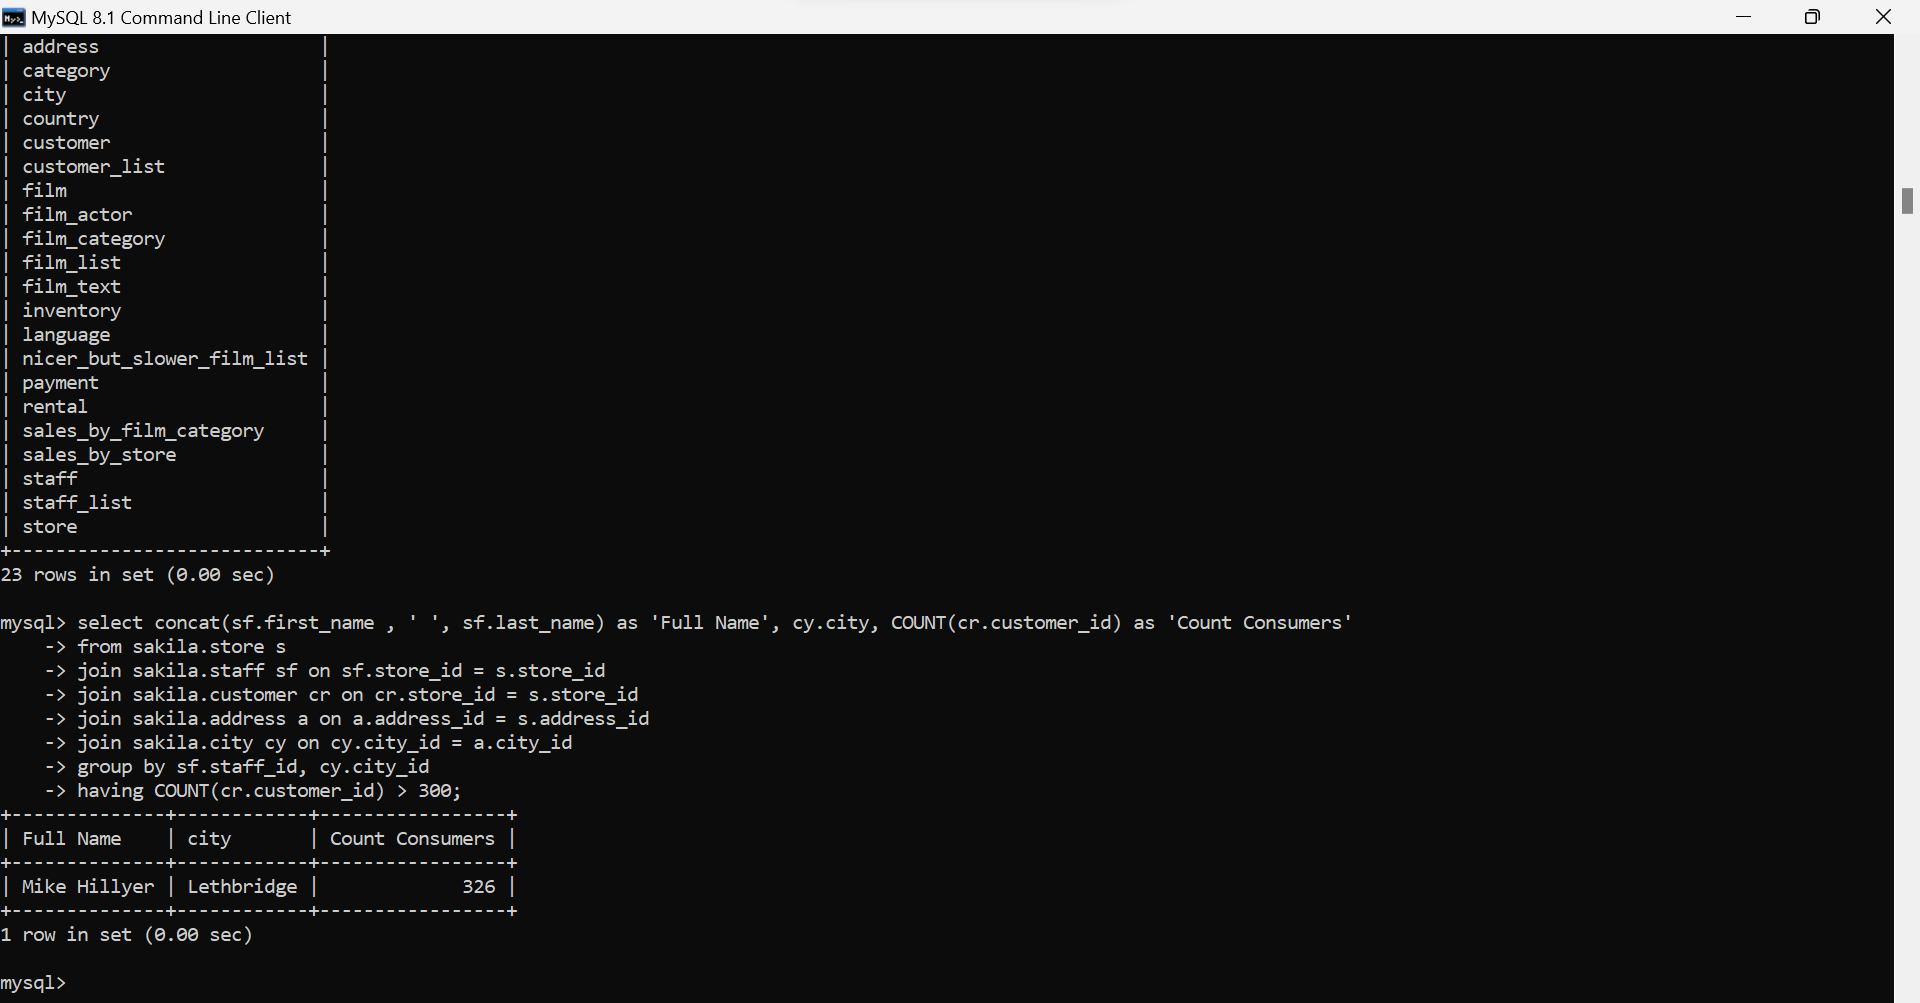 MySQL 8.1 Command Line Client
| address                    |
| category                   |
| city                       |
| country                    |
| customer                   |
| customer_list              |
| film                       |
| film_actor                 |
| film_category              |
| film_list                  |
| film_text                  |
| inventory                  |
| language                   |
| nicer_but_slower_film_list |
| payment                    |
| rental                     |
| sales_by_film_category     |
| sales_by_store             |
| staff                      |
| staff_list                 |
| store                      |
+----------------------------+
23 rows in set (0.00 sec)

mysql> select concat(sf.first_name , ' ', sf.last_name) as 'Full Name', cy.city, COUNT(cr.customer_id) as 'Count Consumers'
    -> from sakila.store s
    -> join sakila.staff sf on sf.store_id = s.store_id
    -> join sakila.customer cr on cr.store_id = s.store_id
    -> join sakila.address a on a.address_id = s.address_id
    -> join sakila.city cy on cy.city_id = a.city_id
    -> group by sf.staff_id, cy.city_id
    -> having COUNT(cr.customer_id) > 300;
+--------------+------------+-----------------+
| Full Name    | city       | Count Consumers |
+--------------+------------+-----------------+
| Mike Hillyer | Lethbridge |             326 |
+--------------+------------+-----------------+
1 row in set (0.00 sec)

mysql>